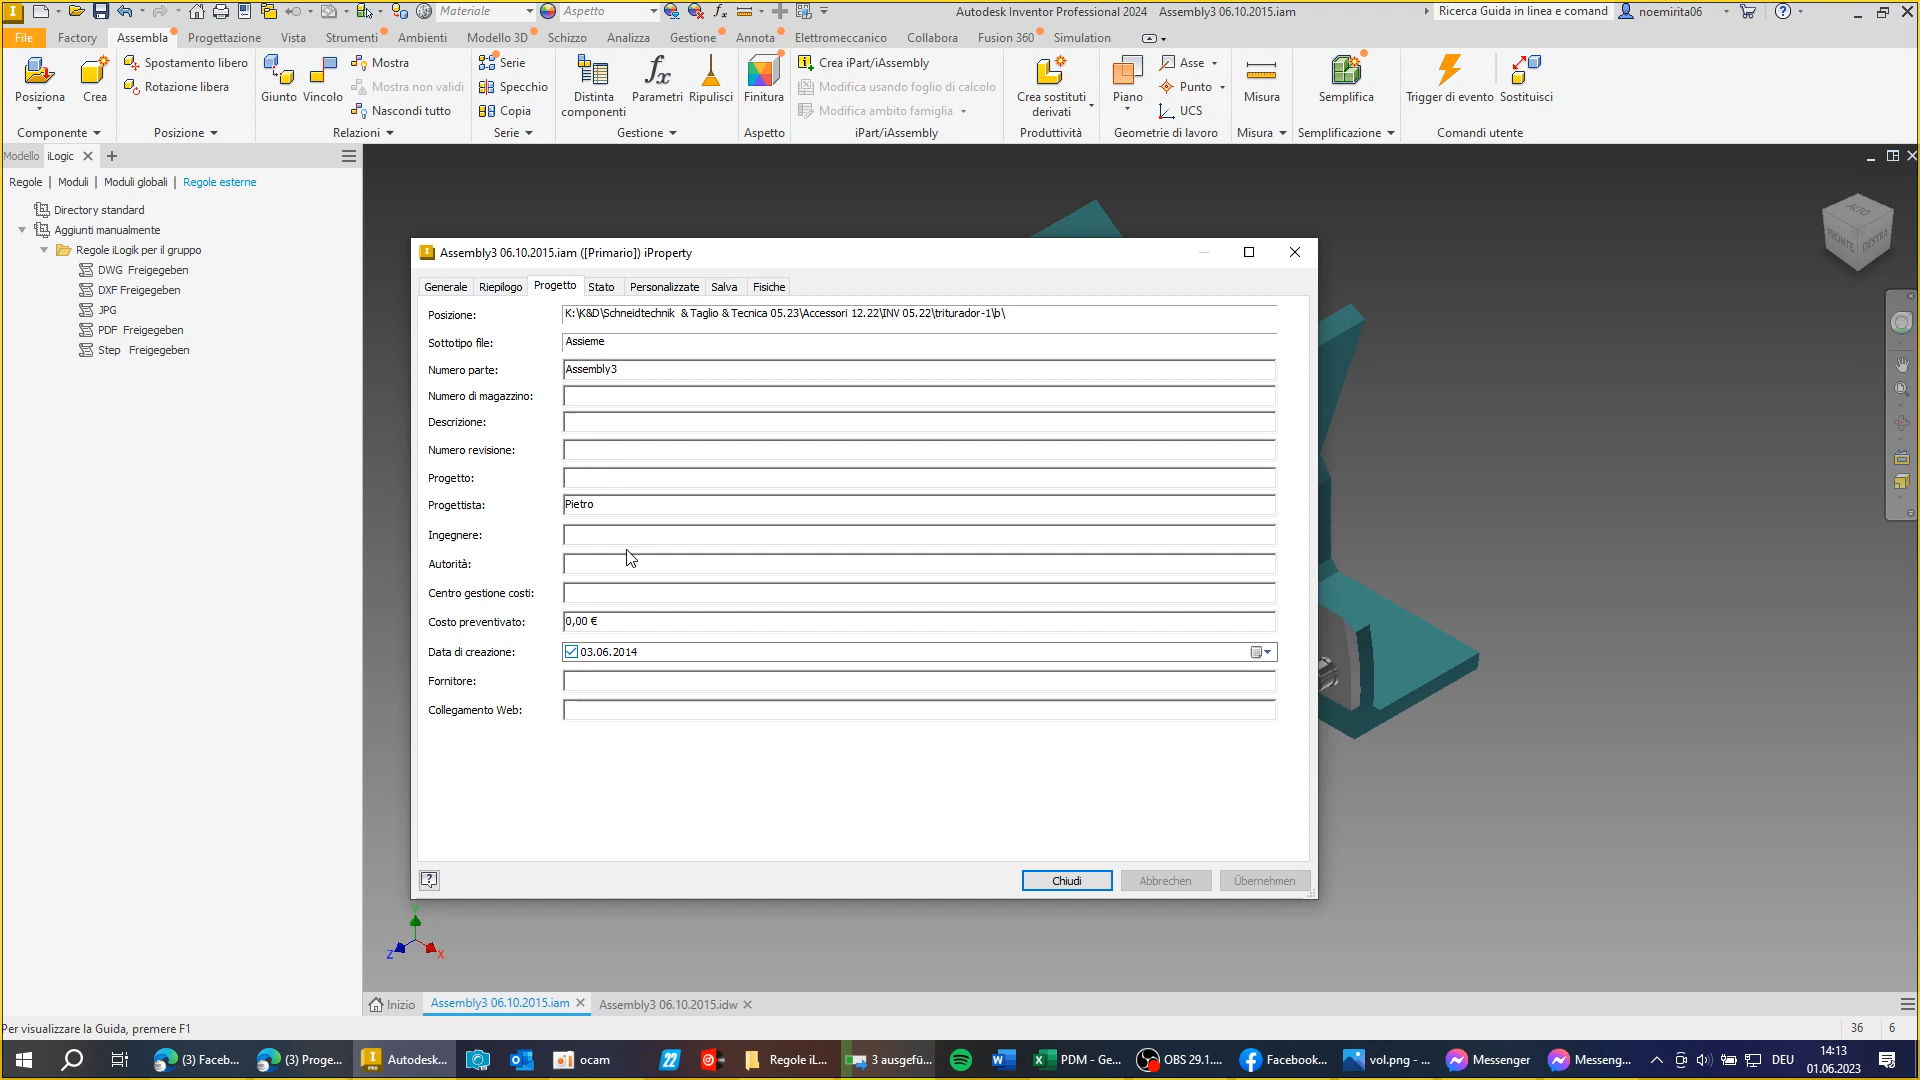 Materiale
Aspetto
Autodesk Inventor Professional 2024 Assembly3 06.10.2015.iam
Ricerca Guida in linea e comand
noemirita06
File
Factory
Assembla
Progettazione
Vista
Strumenti
Ambienti
Modello 3D
Schizzo
Analizza
Gestione
Annota
Elettromeccanico
Collabora
Fusion 360
Simulation
Posiziona
Crea
Spostamento libero
Rotazione libera
Giunto
Vincolo
Mostra
Mostra non validi
Nascondi tutto
Serie
Specchio
Copia
Distinta componenti
Parametri
Ripulisci
Finitura
Crea iPart/iAssembly
Modifica usando foglio di calcolo
Modifica ambito famiglia
Crea sostituti derivati
Piano
Asse
Punto
UCS
Misura
Semplifica
Trigger di evento
Sostituisci
Componente
Posizione
Relazioni
Serie
Gestione
Aspetto
iPart/iAssembly
Produttività
Geometrie di lavoro
Misura
Semplificazione
Comandi utente
Modello
iLogic
Regole | Moduli | Moduli globali | Regole esterne
Directory standard
Aggiunti manualmente
Regole iLogik per il gruppo
DWG Freigegeben
DXF Freigegeben
JPG
PDF Freigegeben
Step Freigegeben
ALTO
FRONTE
DESTRA
Assembly3 06.10.2015.iam ([Primario]) iProperty
Generale
Riepilogo
Progetto
Stato
Personalizzate
Salva
Fisiche
Posizione: K:\K&D\Schneidtechnik & Taglio & Tecnica 05.23\Accessori 12.22\INV 05.22\triturador-1\b\
Sottotipo file: Assieme
Numero parte: Assembly3
Numero di magazzino:
Descrizione:
Numero revisione:
Progetto:
Progettista: Pietro
Ingegnere:
Autorità:
Centro gestione costi:
Costo preventivato: 0,00 €
Data di creazione: 03.06.2014
Fornitore:
Collegamento Web:
Chiudi
Abbrechen
Übernehmen
Y
Z
X
Inizio
Assembly3 06.10.2015.iam
Assembly3 06.10.2015.idw
Per visualizzare la Guida, premere F1
36
6
(3) Faceb...
(3) Proge...
Autodesk...
ocam
22
Regole iL...
3 ausgefü...
PDM - Ge...
OBS 29.1....
Facebook...
vol.png - ...
Messenger
Messeng...
DEU
14:13
01.06.2023